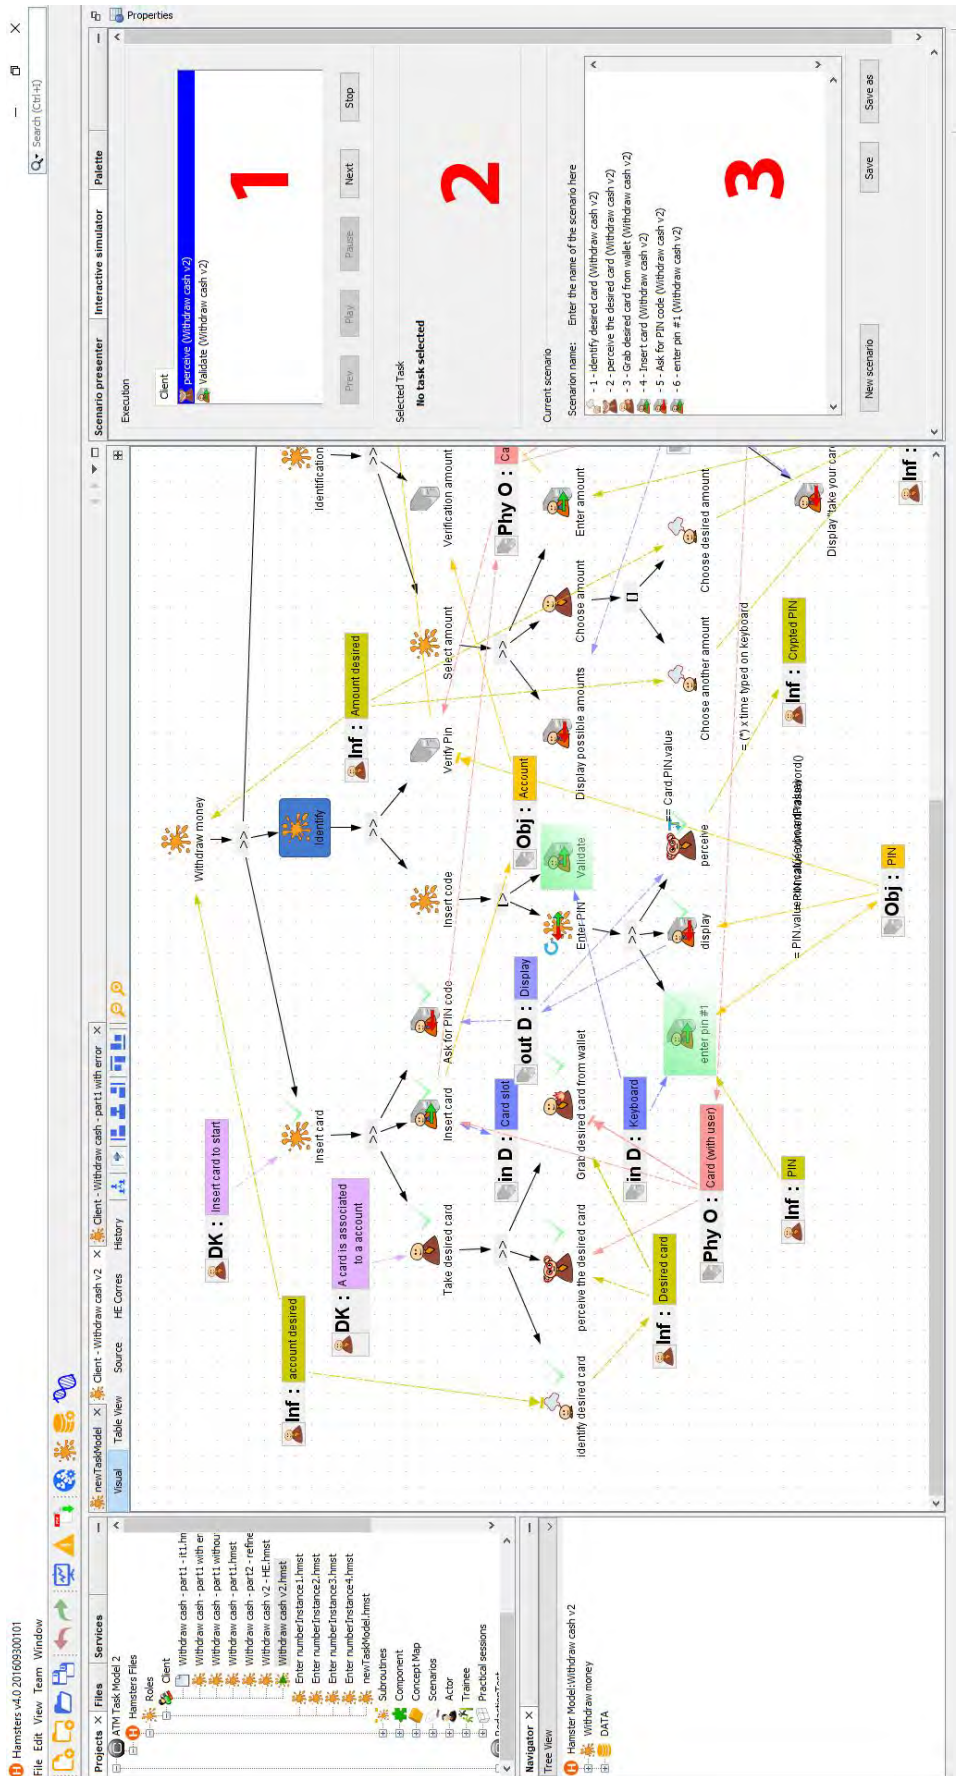 Hamsters v4.0 201609300101
File Edit View Team Window
Search (Ctrl+I)
Projects × Files Services
ATM Task Model 2
Hamsters Files
Roles
Client
Withdraw cash - part1 - it1.hn
Withdraw cash - part1 with er
Withdraw cash - part1 withou
Withdraw cash - part1.hmst
Withdraw cash - part2 - refine
Withdraw cash v2 - HE.hmst
Withdraw cash v2.hmst
Enter numberInstance1.hmst
Enter numberInstance2.hmst
Enter numberInstance3.hmst
Enter numberInstance4.hmst
newTaskModel.hmst
Subroutines
Component
Concept Map
Scenarios
Actor
Trainee
Practical sessions
Navigator ×
Tree View
Hamster Model:Withdraw cash v2
Withdraw money
DATA
newTaskModel × Client - Withdraw cash v2 × Client - Withdraw cash - part1 with error ×
Visual Table View Source HE Corres History
Withdraw money
>>
DK : Insert card to start
Inf : account desired
Insert card
Identify
Identification
Inf : Amount desired
DK : A card is associated
to a account
>>
>>
>>
Take desired card
Insert card
Ask for PIN code
Insert code
Verify Pin
Select amount
Verification amount
>>
in D : Card slot
out D : Display
[>
Obj : Account
>>
Phy O : Ca
identify desired card
perceive the desired card
Grab desired card from wallet
Enter PIN
Validate
Display possible amounts
Choose amount
Enter amount
Inf : Desired card
in D : Keyboard
>>
[]
enter pin #1
display
perceive
== Card.PIN.value
Choose another amount
Choose desired amount
Phy O : Card (with user)
= (*) x time typed on keyboard
Inf : PIN
Inf : Crypted PIN
Display "take your car
Obj : PIN
Inf :
Scenario presenter Interactive simulator Palette
Properties
Execution
Client
perceive (Withdraw cash v2)
Validate (Withdraw cash v2)
1
Prev Play Pause Next Stop
Selected Task
No task selected
2
Current scenario
Scenarion name: Enter the name of the scenario here
- 1 - identify desired card (Withdraw cash v2)
- 2 - perceive the desired card (Withdraw cash v2)
- 3 - Grab desired card from wallet (Withdraw cash v2)
- 4 - Insert card (Withdraw cash v2)
- 5 - Ask for PIN code (Withdraw cash v2)
- 6 - enter pin #1 (Withdraw cash v2)
3
New scenario Save Save as